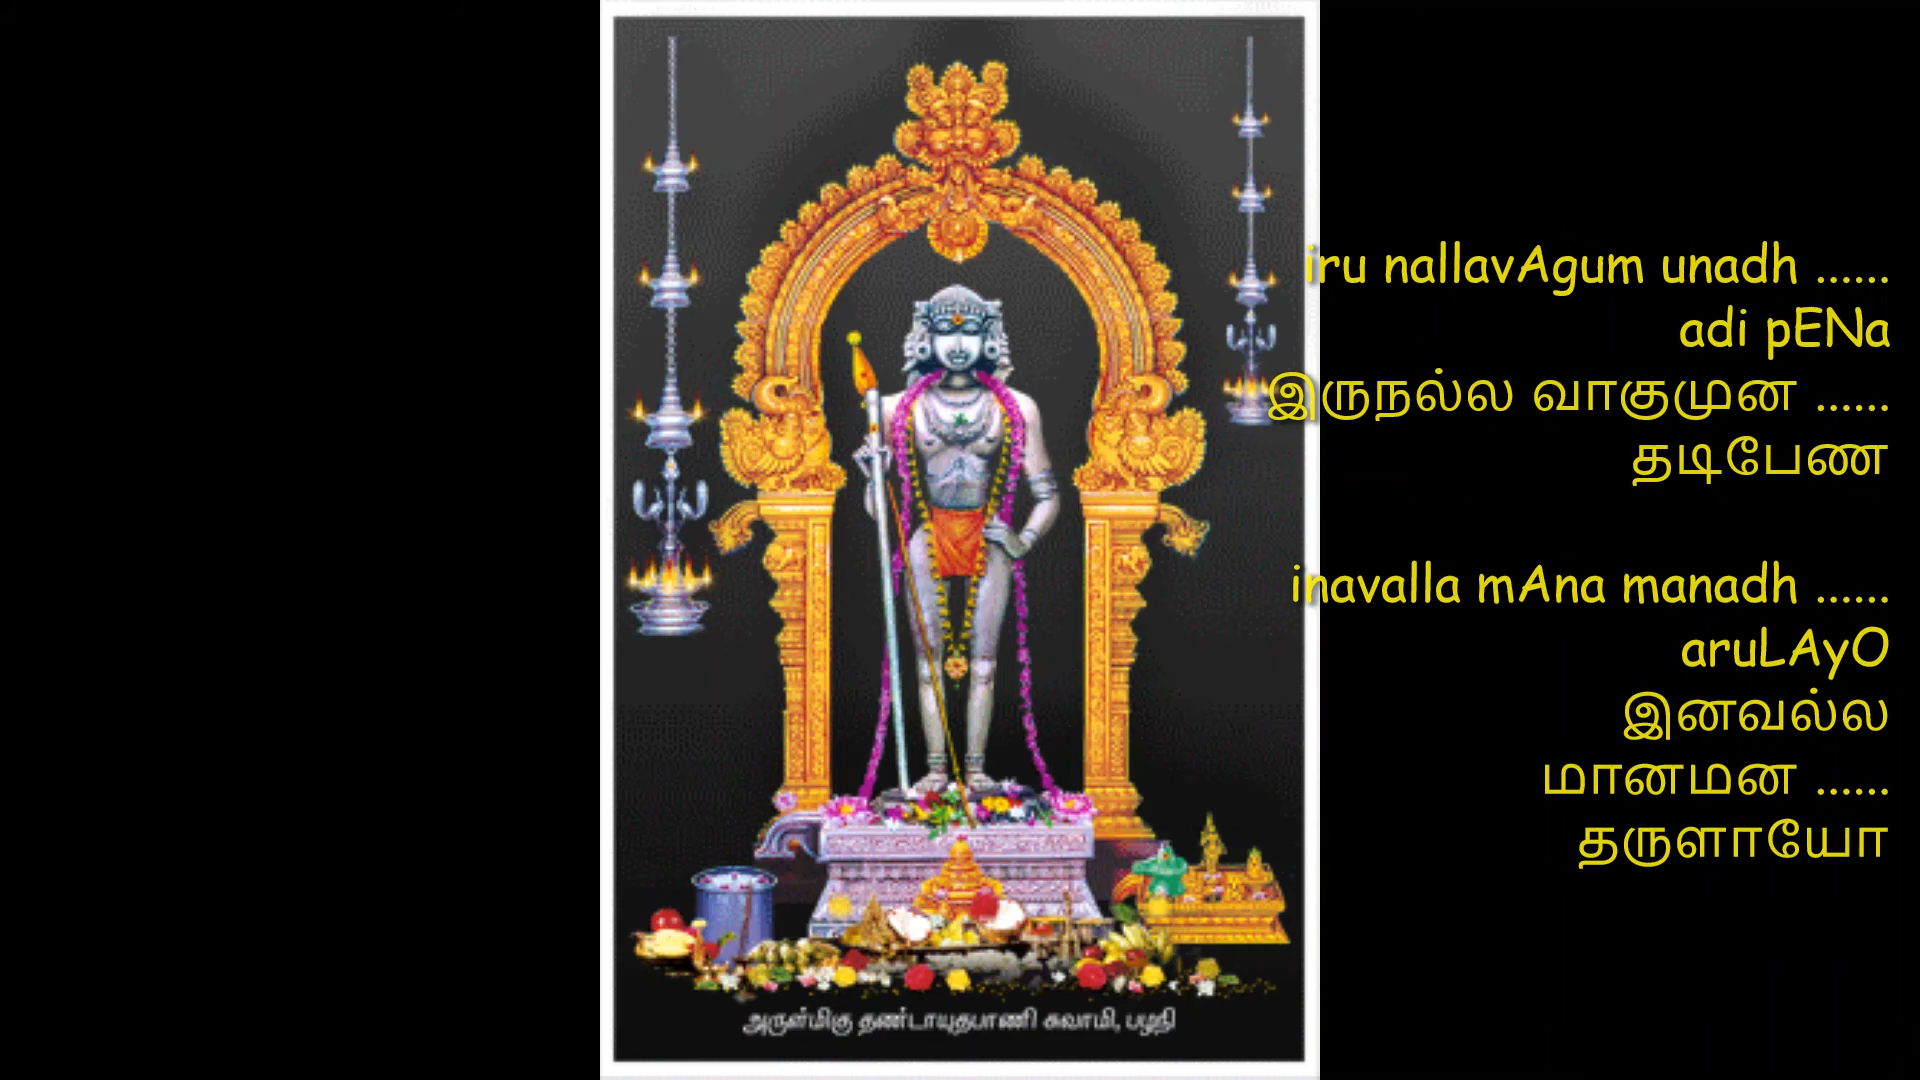 iru nallavAgum unadh ......
adi pENa
இருநல்ல வாகுமுன ......
தடிபேண
inavalla mAna manadh ......
aruLAyO
இனவல்ல
மானமன ......
தருளாயோ
அருள்மிகு தண்டாயுதபாணி சுவாமி, பழநி